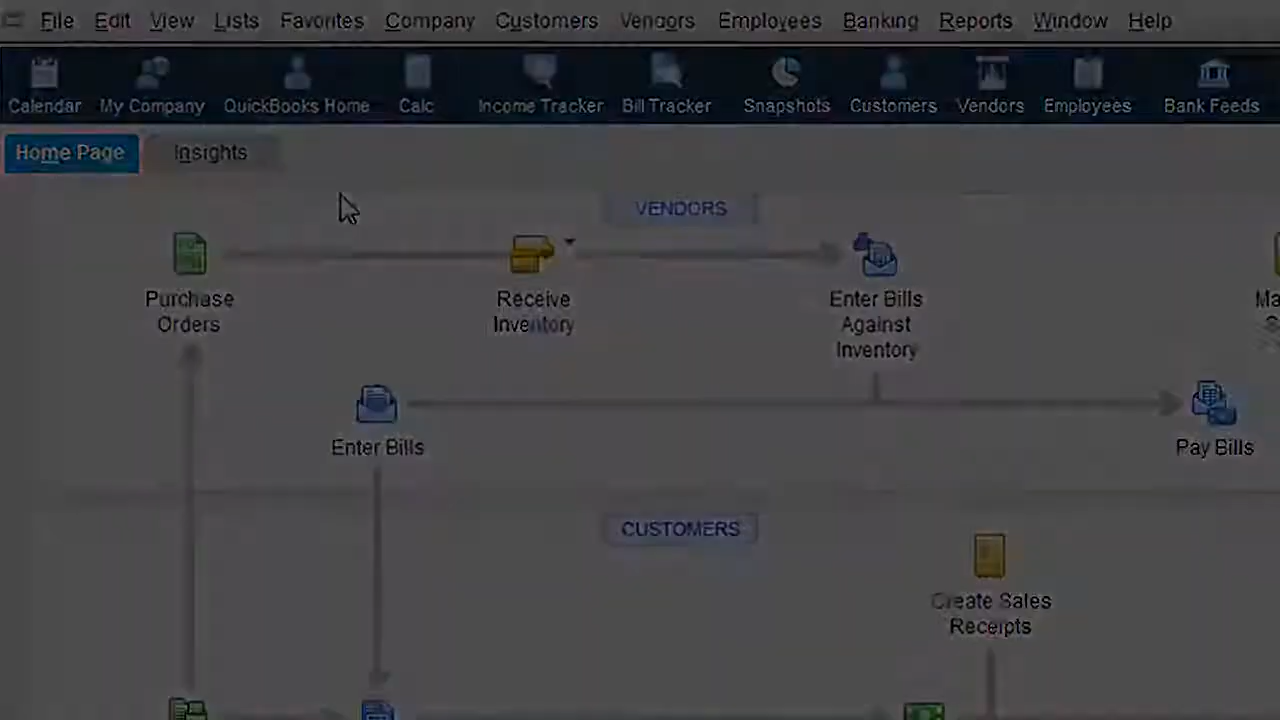 File Edit View Lists Favorites Company Customers Vendors Employees Banking Reports Window Help
Calendar My Company QuickBooks Home Calc Income Tracker Bill Tracker Snapshots Customers Vendors Employees Bank Feeds
Home Page Insights
VENDORS
Purchase
Orders
Receive
Inventory
Enter Bills
Against
Inventory
Enter Bills
Pay Bills
CUSTOMERS
Create Sales
Receipts